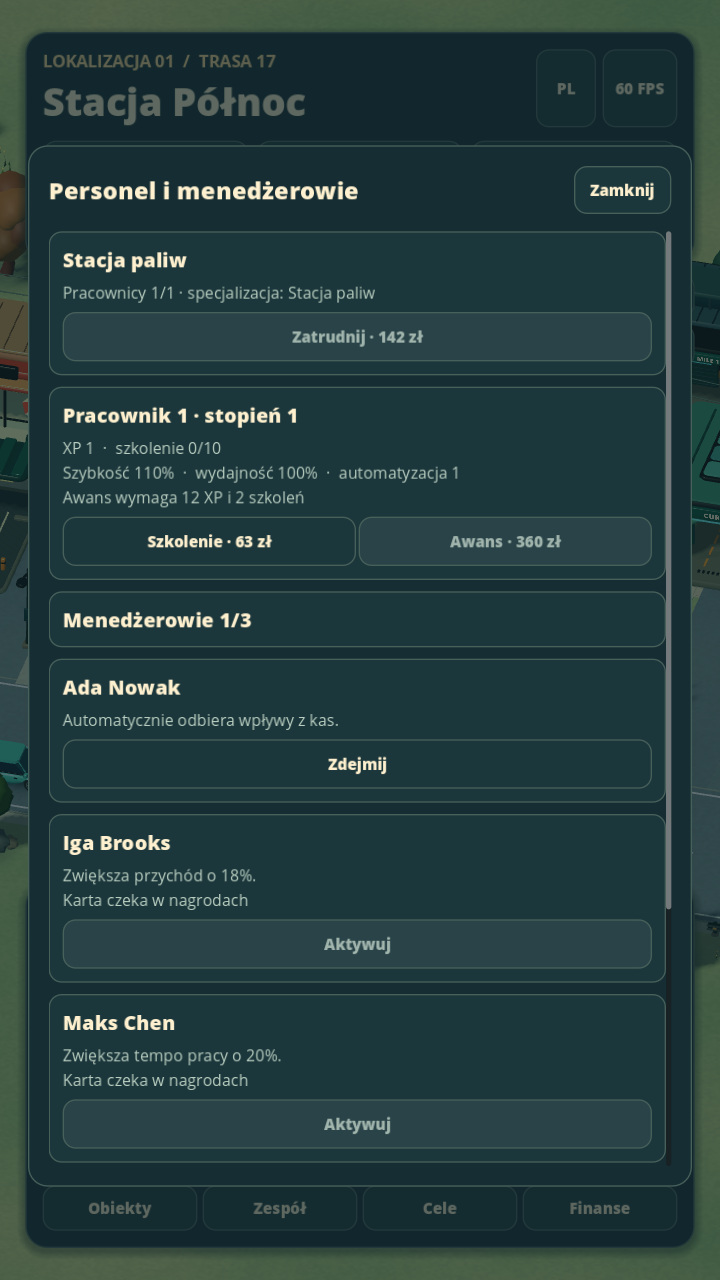 LOKALIZACJA 01 / TRASA 17
Stacja Północ
PL
60 FPS
Personel i menedżerowie
Zamknij
Stacja paliw
Pracownicy 1/1 · specjalizacja: Stacja paliw
Zatrudnij · 142 zł
Pracownik 1 · stopień 1
XP 1 · szkolenie 0/10
Szybkość 110% · wydajność 100% · automatyzacja 1
Awans wymaga 12 XP i 2 szkoleń
Szkolenie · 63 zł
Awans · 360 zł
Menedżerowie 1/3
Ada Nowak
Automatycznie odbiera wpływy z kas.
Zdejmij
Iga Brooks
Zwiększa przychód o 18%.
Karta czeka w nagrodach
Aktywuj
Maks Chen
Zwiększa tempo pracy o 20%.
Karta czeka w nagrodach
Aktywuj
Obiekty
Zespół
Cele
Finanse